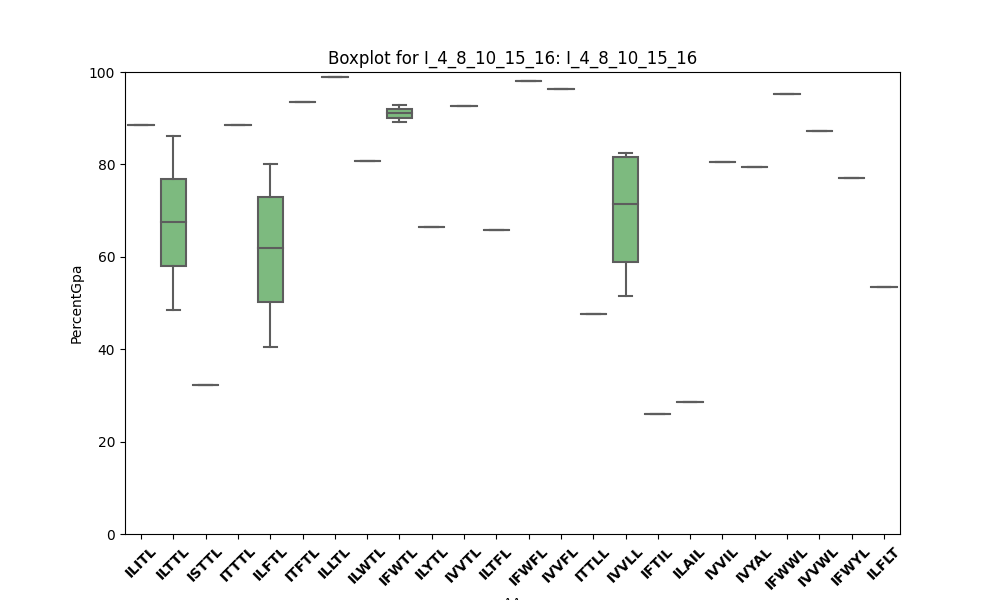 Boxplot for I_4_8_10_15_16: I_4_8_10_15_16
PercentGpa
100
80
60
40
20
0
ILITL
ILTTL
ISTTL
ITTTL
ILFTL
ITFTL
ILLTL
ILWTL
IFWTL
ILYTL
IVVTL
ILTFL
IFWFL
IVVFL
ITTLL
IVVLL
IFTIL
ILAIL
IVVIL
IVYAL
IFWWL
IVVWL
IFWYL
ILFLT